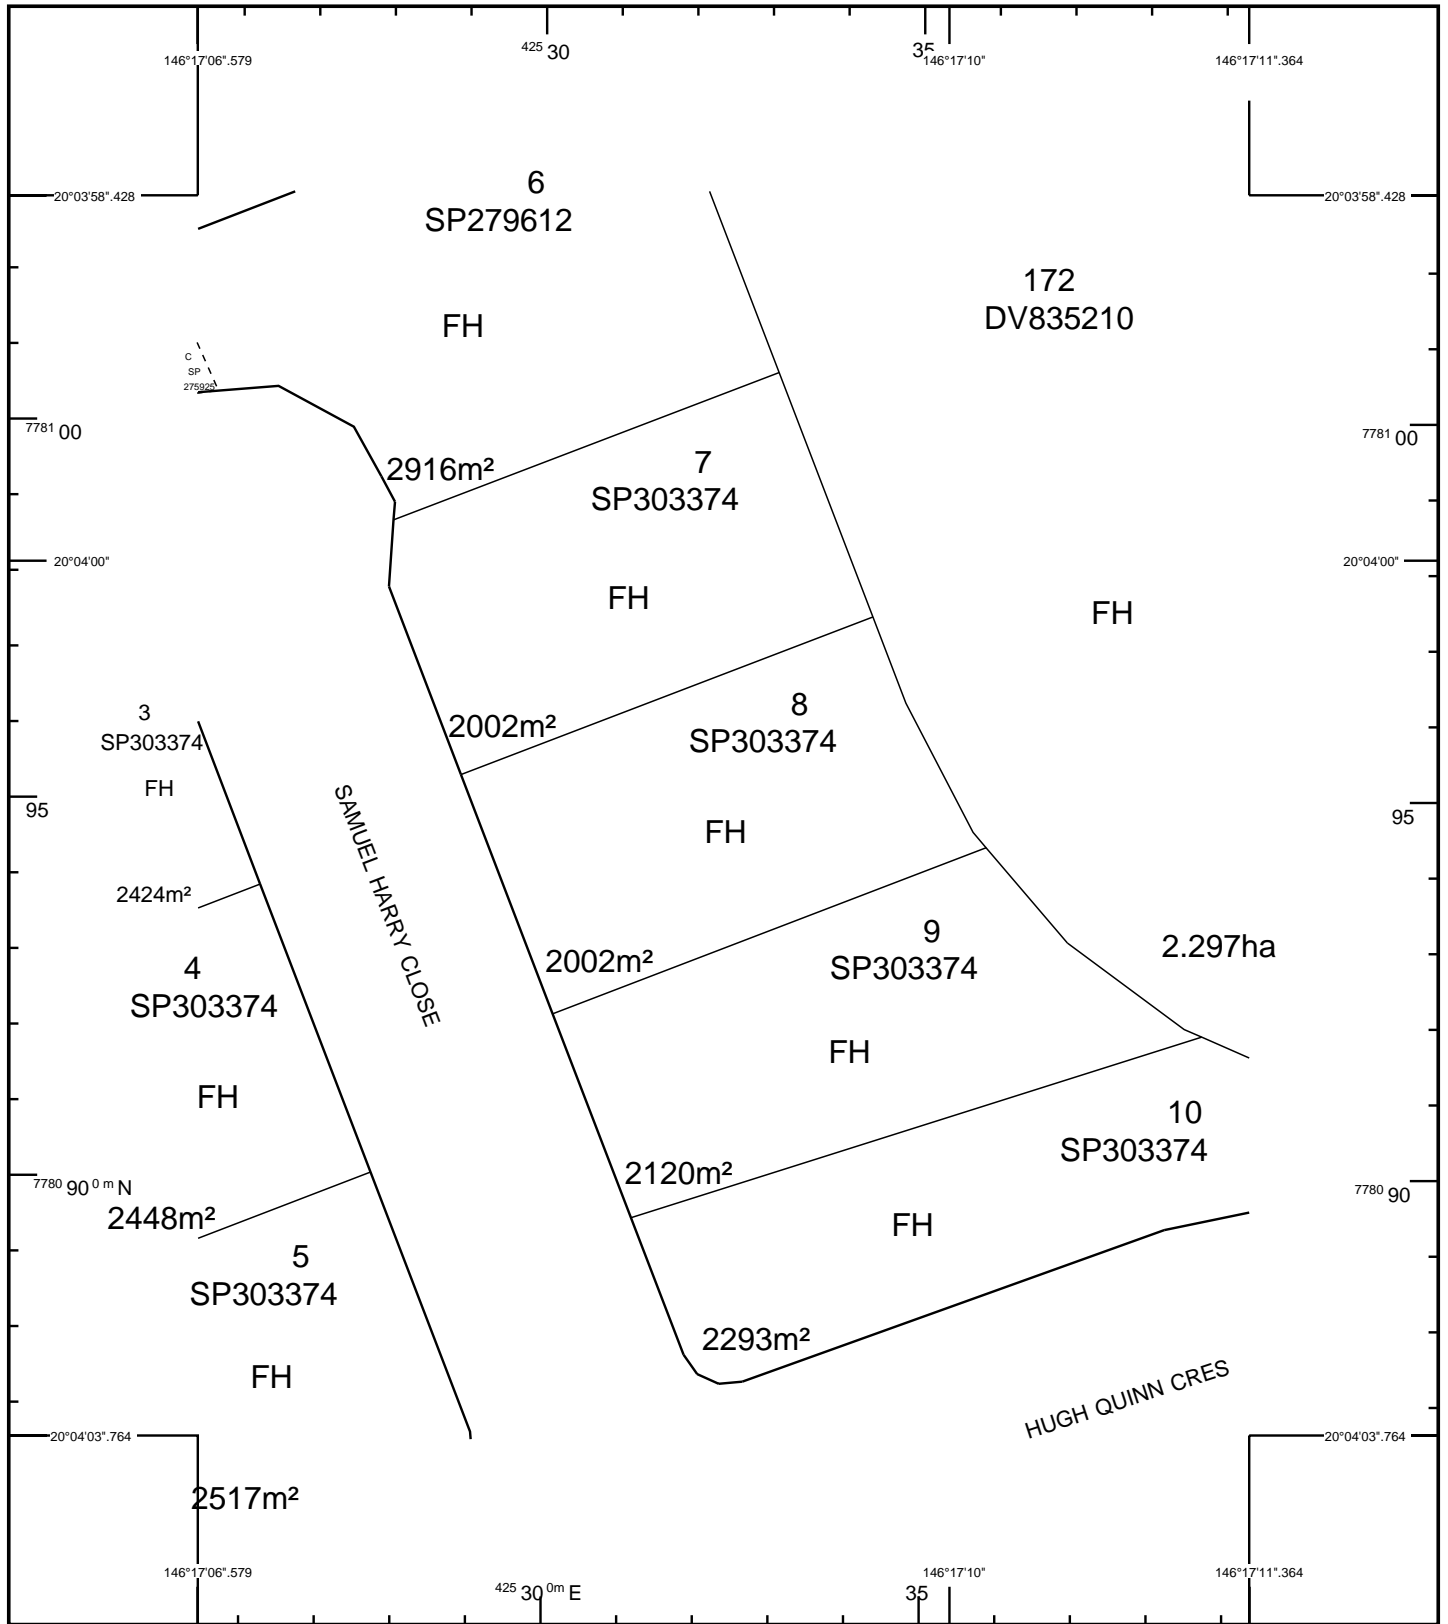 425 30
35
146°17'06".579
146°17'10"
146°17'11".364
20°03'58".428
20°03'58".428
6
SP279612
FH
2916m²
172
DV835210
FH
2.297ha
C
SP
275925
7781 00
7781 00
7
SP303374
FH
2002m²
20°04'00"
20°04'00"
8
SP303374
FH
2002m²
3
SP303374
FH
2424m²
95
95
SAMUEL HARRY CLOSE
9
SP303374
FH
2120m²
4
SP303374
FH
2448m²
10
SP303374
FH
2293m²
7780 90 0 m N
7780 90
5
SP303374
FH
2517m²
HUGH QUINN CRES
20°04'03".764
20°04'03".764
146°17'06".579
146°17'10"
146°17'11".364
425 30 0m E
35